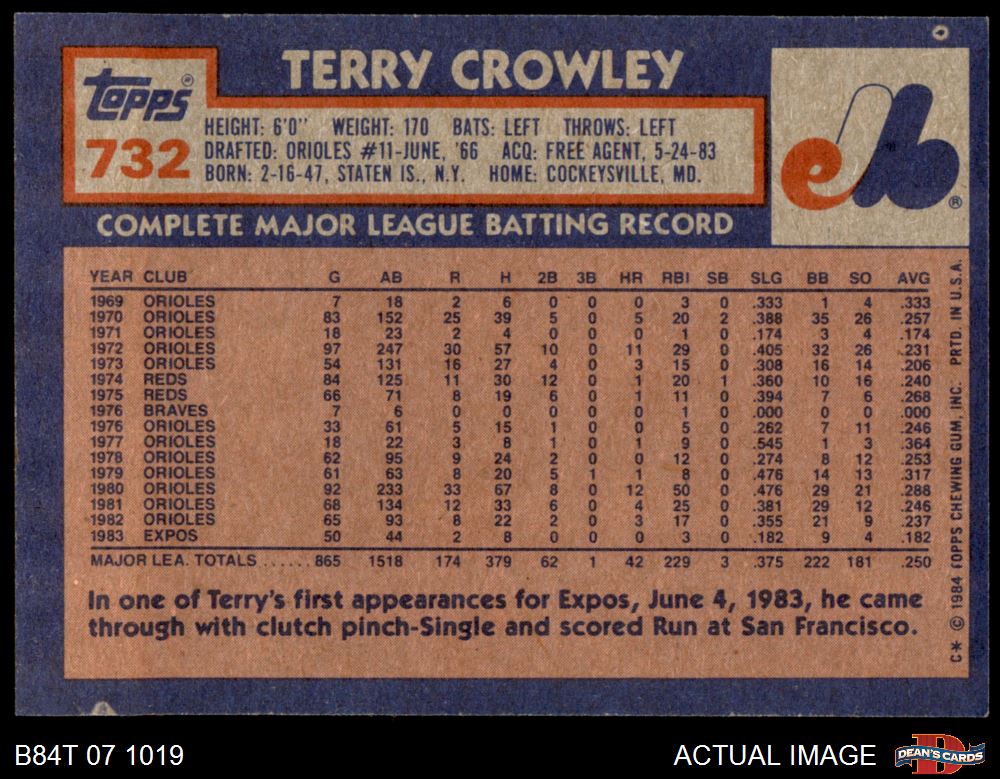 TERRY CROWLEY
Topps®
732
HEIGHT: 6'0" WEIGHT: 170 BATS: LEFT THROWS: LEFT
DRAFTED: ORIOLES #11-JUNE, '66 ACQ: FREE AGENT, 5-24-83
BORN: 2-16-47, STATEN IS., N.Y. HOME: COCKEYSVILLE, MD.
eb®
COMPLETE MAJOR LEAGUE BATTING RECORD
YEAR CLUB G AB R H 2B 3B HR RBI SB SLG BB SO AVG
1969 ORIOLES 7 18 2 6 0 0 0 3 0 .333 1 4 .333
1970 ORIOLES 83 152 25 39 5 0 5 20 2 .388 35 26 .257
1971 ORIOLES 18 23 2 4 0 0 0 1 0 .174 3 4 .174
1972 ORIOLES 97 247 30 57 10 0 11 29 0 .405 32 26 .231
1973 ORIOLES 54 131 16 27 4 0 3 15 0 .308 16 14 .206
1974 REDS 84 125 11 30 12 0 1 20 1 .360 10 16 .240
1975 REDS 66 71 8 19 6 0 1 11 0 .394 7 6 .268
1976 BRAVES 7 6 0 0 0 0 0 1 0 .000 0 0 .000
1976 ORIOLES 33 61 5 15 1 0 0 5 0 .262 7 11 .246
1977 ORIOLES 18 22 3 8 1 0 1 9 0 .545 1 3 .364
1978 ORIOLES 62 95 9 24 2 0 0 12 0 .274 8 12 .253
1979 ORIOLES 61 63 8 20 5 1 1 8 0 .476 14 13 .317
1980 ORIOLES 92 233 33 67 8 0 12 50 0 .476 29 21 .288
1981 ORIOLES 68 134 12 33 6 0 4 25 0 .381 29 12 .246
1982 ORIOLES 65 93 8 22 2 0 3 17 0 .355 21 9 .237
1983 EXPOS 50 44 2 8 0 0 0 3 0 .182 9 4 .182
MAJOR LEA. TOTALS ...... 865 1518 174 379 62 1 42 229 3 .375 222 181 .250
In one of Terry's first appearances for Expos, June 4, 1983, he came
through with clutch pinch-Single and scored Run at San Francisco.
C* © 1984 TOPPS CHEWING GUM, INC. PRTD. IN U.S.A.
B84T 07 1019
ACTUAL IMAGE
DEAN'S CARDS